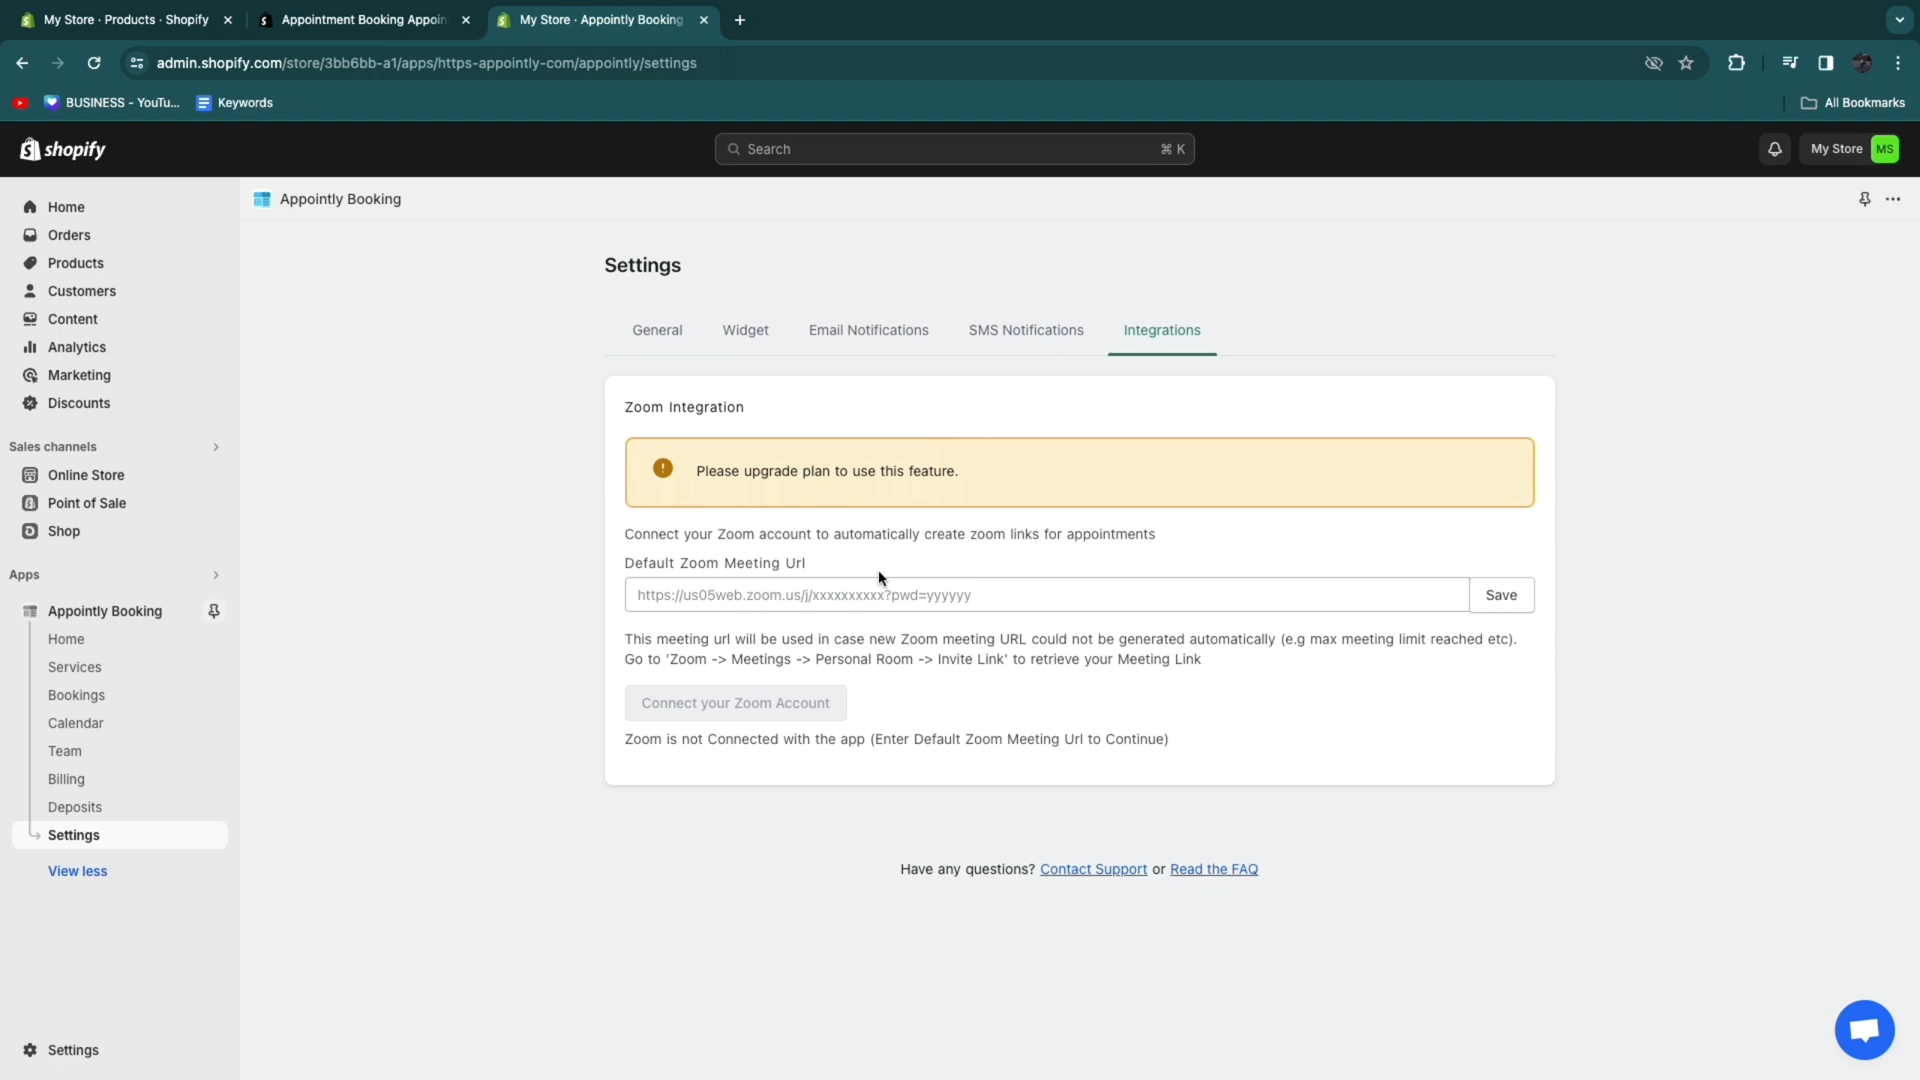 My Store · Products · Shopify
Appointment Booking Appoin
My Store · Appointly Booking
admin.shopify.com/store/3bb6bb-a1/apps/https-appointly-com/appointly/settings
BUSINESS - YouTu...
Keywords
All Bookmarks
shopify
Search
⌘ K
My Store
MS
Home
Orders
Products
Customers
Content
Analytics
Marketing
Discounts
Sales channels
Online Store
Point of Sale
Shop
Apps
Appointly Booking
Home
Services
Bookings
Calendar
Team
Billing
Deposits
Settings
View less
Settings
Appointly Booking
Settings
General
Widget
Email Notifications
SMS Notifications
Integrations
Zoom Integration
Please upgrade plan to use this feature.
Connect your Zoom account to automatically create zoom links for appointments
Default Zoom Meeting Url
https://us05web.zoom.us/j/xxxxxxxxxx?pwd=yyyyyy
Save
This meeting url will be used in case new Zoom meeting URL could not be generated automatically (e.g max meeting limit reached etc).
Go to 'Zoom -> Meetings -> Personal Room -> Invite Link' to retrieve your Meeting Link
Connect your Zoom Account
Zoom is not Connected with the app (Enter Default Zoom Meeting Url to Continue)
Have any questions? Contact Support or Read the FAQ